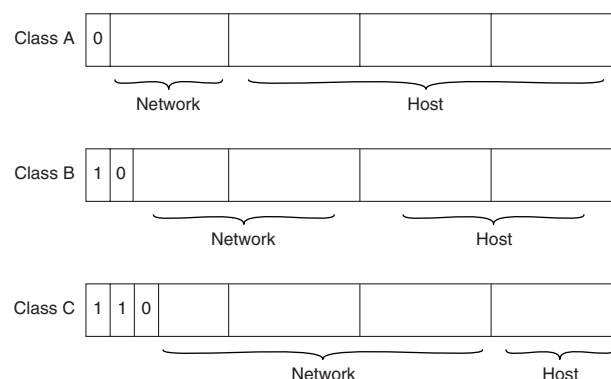 Class A 0
Network Host
Class B 1 0
Network Host
Class C 1 1 0
Network Host